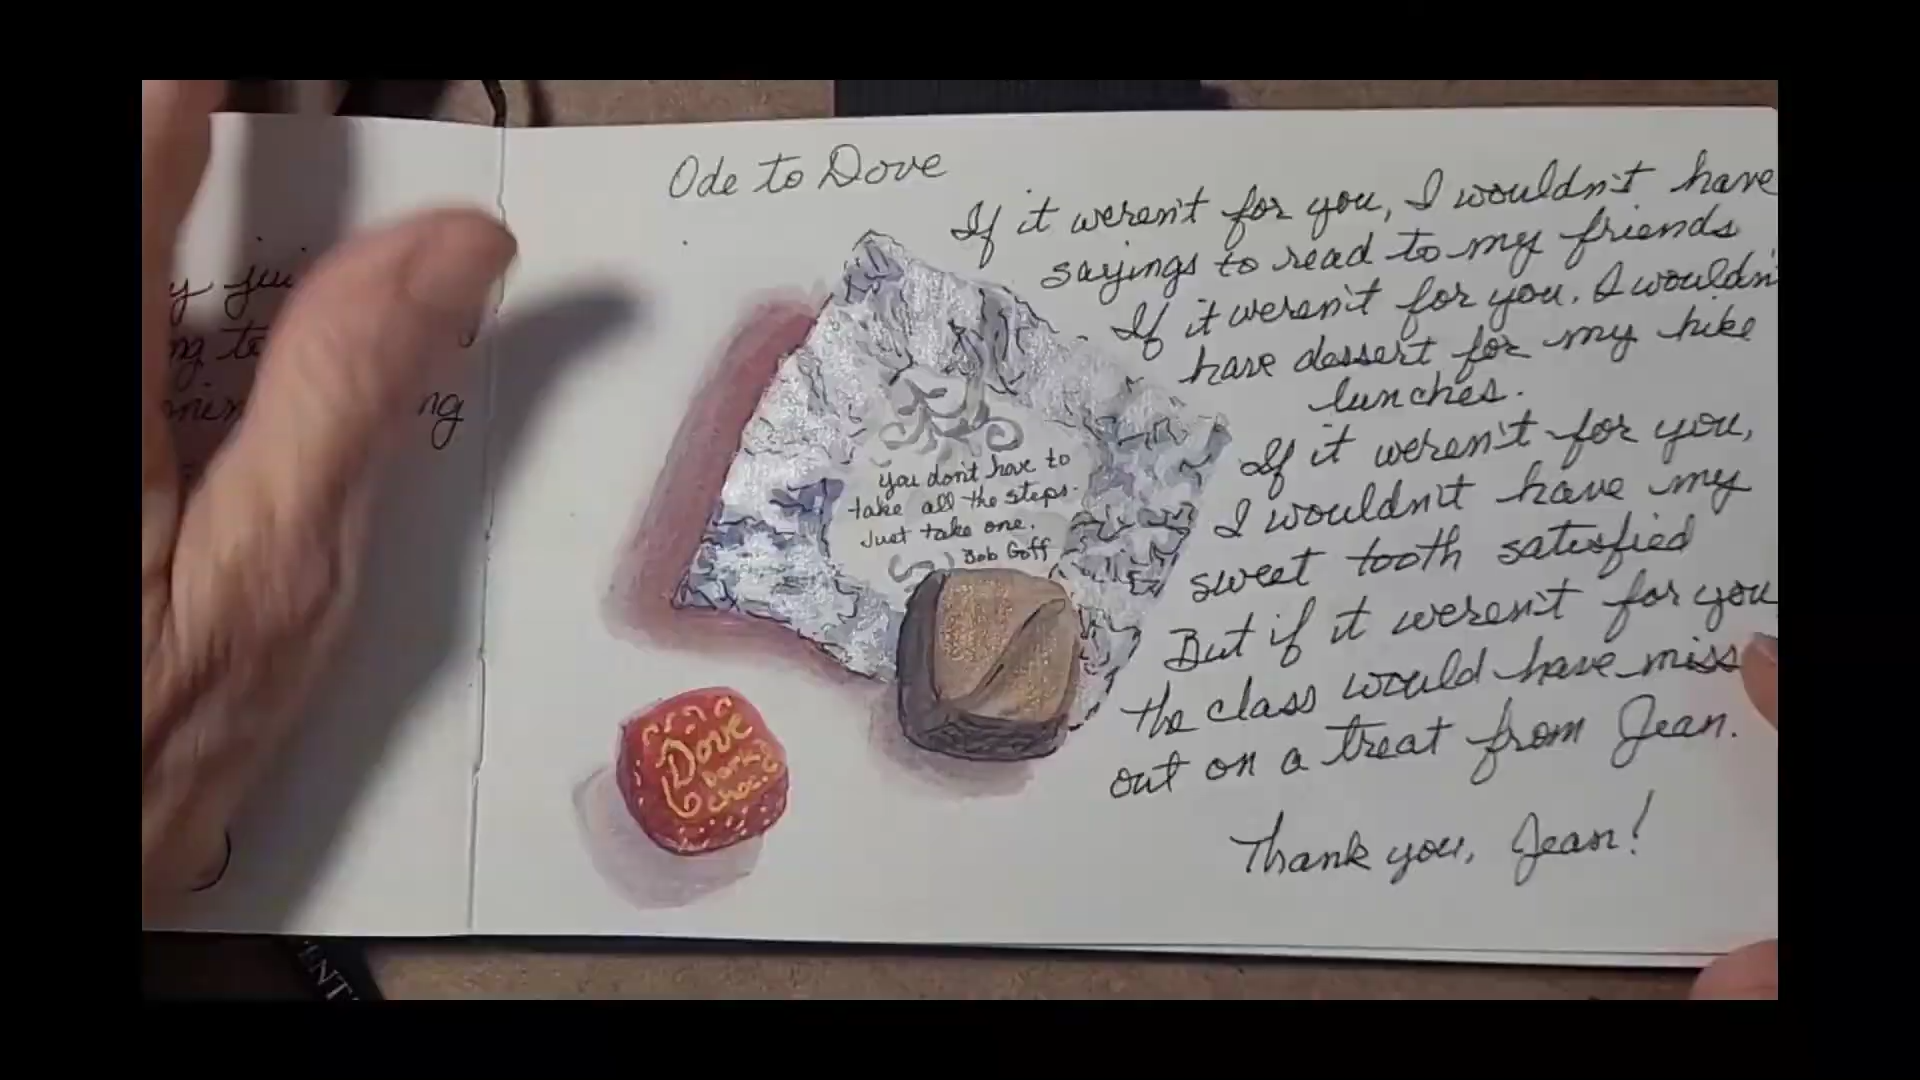 Ode to Dove
If it weren't for you, I wouldn't have
sayings to read to my friends
If it weren't for you. I wouldn'
have dessert for my hike
lunches.
If it weren't for you,
I wouldn't have my
sweet tooth satisfied
But if it weren't for you
the class would have miss
out on a treat from Jean.
Thank you, Jean!
you don't have to
take all the steps.
Just take one.
Bob Goff
Dove
dark
choc
ng